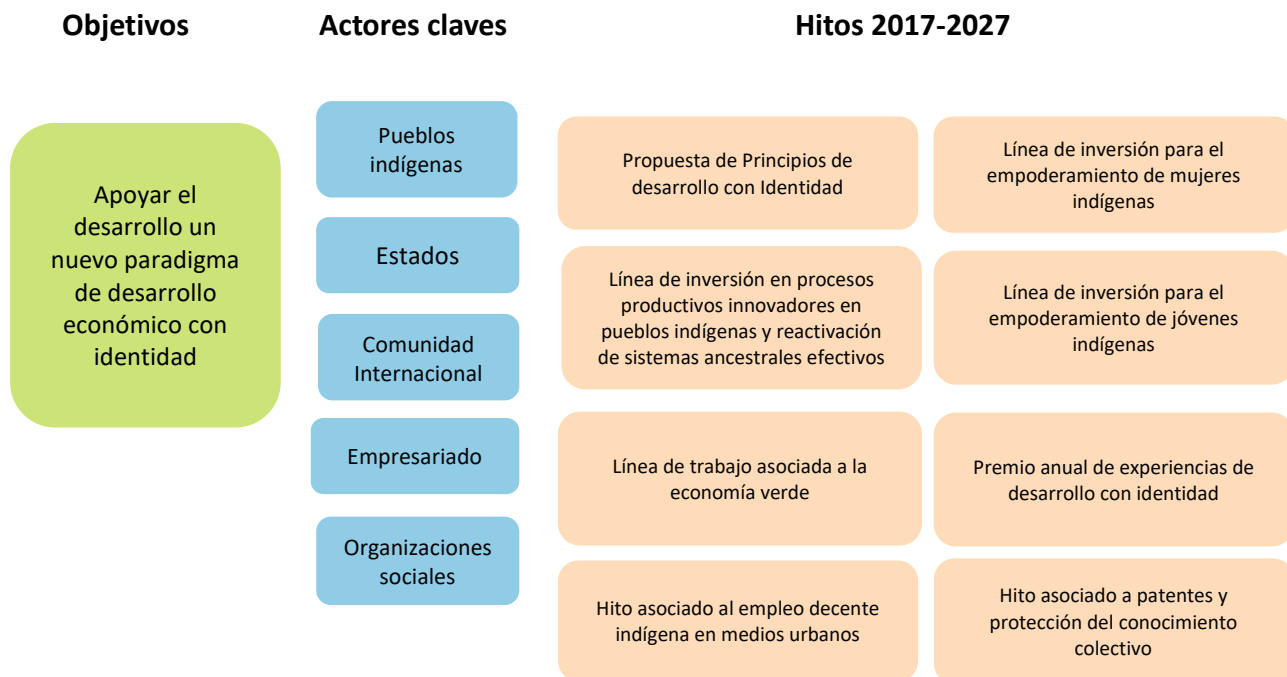 Objetivos
Actores claves
Hitos 2017-2027
Apoyar el
desarrollo un
nuevo paradigma
de desarrollo
económico con
identidad
Pueblos
indígenas
Estados
Comunidad
Internacional
Empresariado
Organizaciones
sociales
Propuesta de Principios de
desarrollo con Identidad
Línea de inversión para el
empoderamiento de mujeres
indígenas
Línea de inversión en procesos
productivos innovadores en
pueblos indígenas y reactivación
de sistemas ancestrales efectivos
Línea de inversión para el
empoderamiento de jóvenes
indígenas
Línea de trabajo asociada a la
economía verde
Premio anual de experiencias de
desarrollo con identidad
Hito asociado al empleo decente
indígena en medios urbanos
Hito asociado a patentes y
protección del conocimiento
colectivo